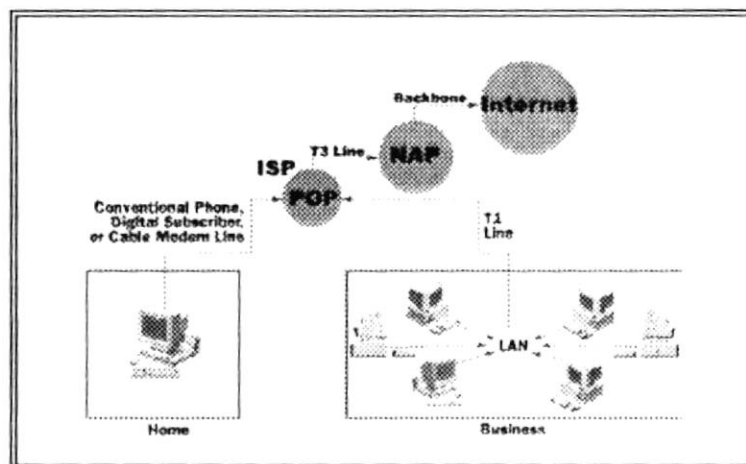 Backbone
Internet
T3 Line
NAP
ISP
POP
Conventional Phone,
Digital Subscriber,
or Cable Modem Line
T1
Line
LAN
Home
Business